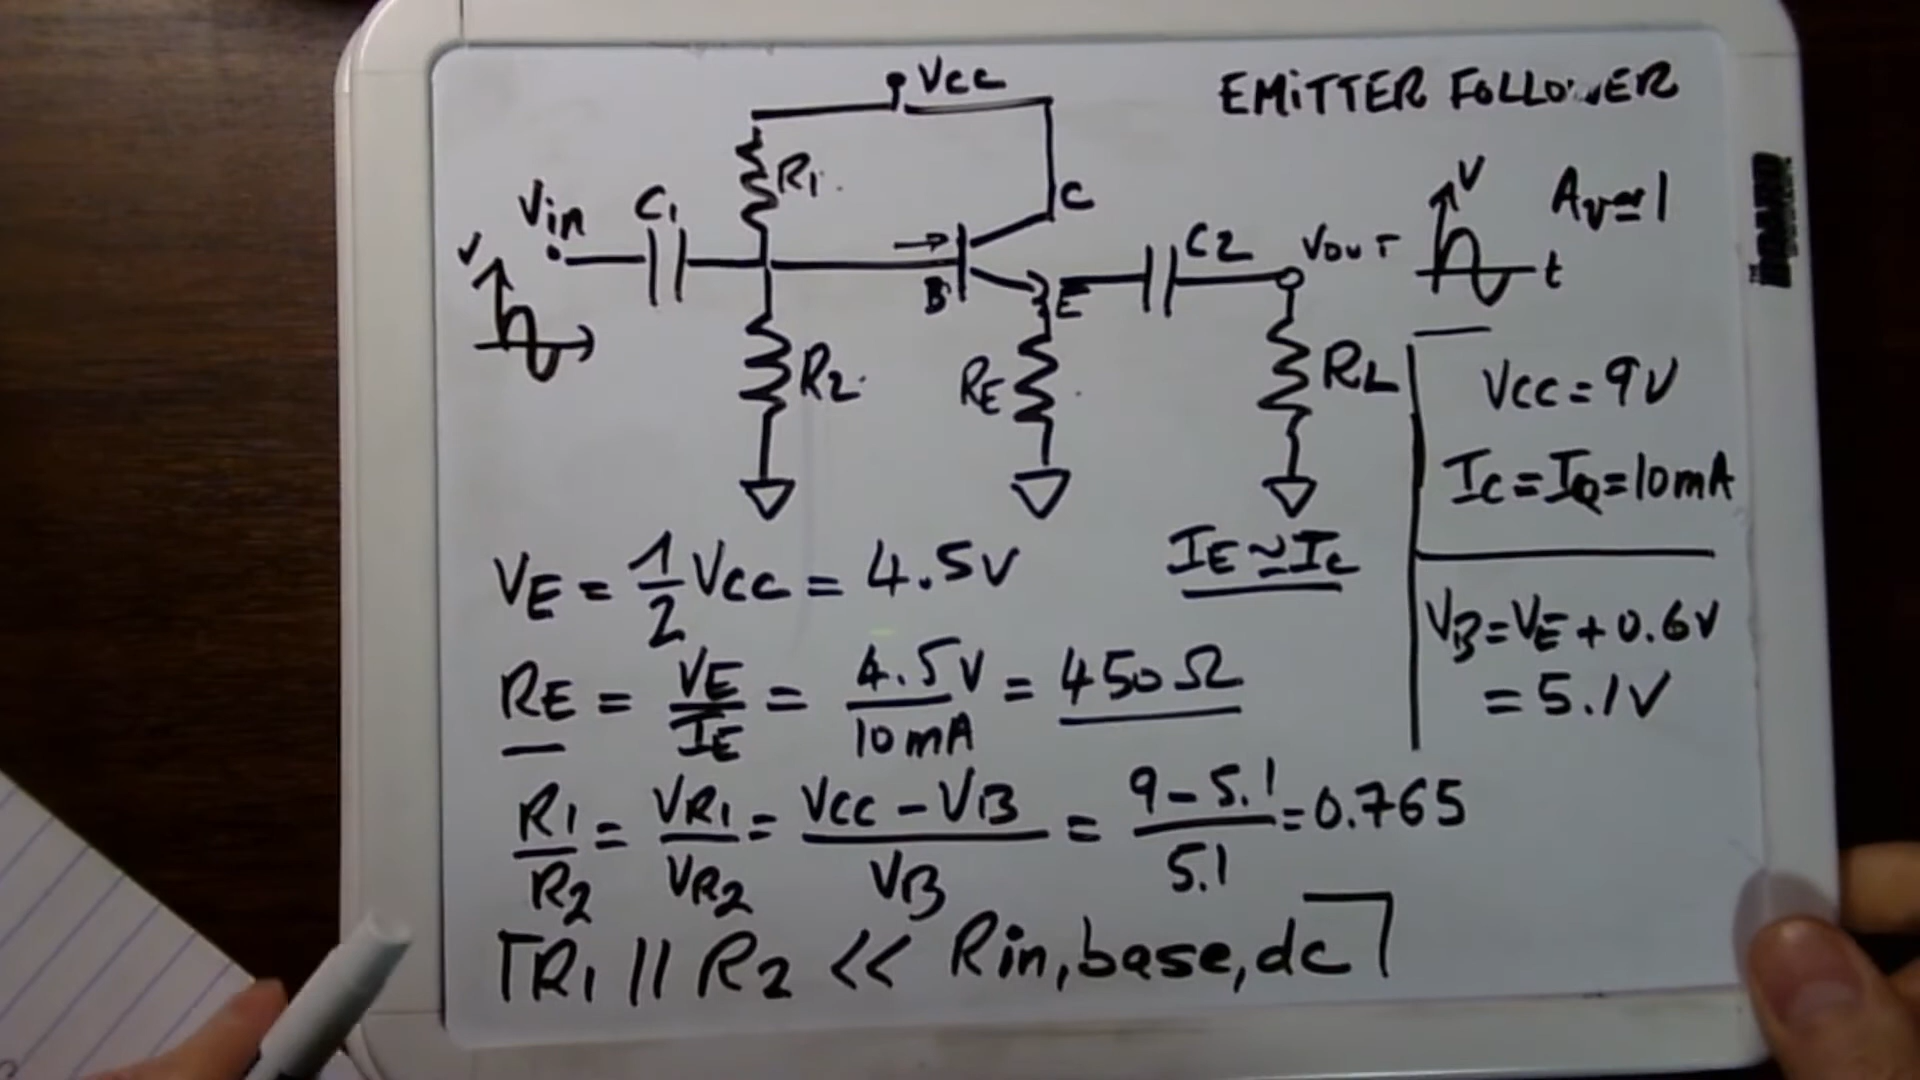 EMITTER FOLLOWER
Vcc
R1
C
Vin
C1
V
B
E
C2
VOUT
V
t
Av≃1
R2
RE
RL
Vcc = 9V
Ic = IQ = 10mA
VE = 1/2 Vcc = 4.5V
IE ≃ Ic
VB = VE + 0.6V
= 5.1V
RE = VE/IE = 4.5V/10mA = 450Ω
R1/R2 = VR1/VR2 = Vcc - VB/VB = 9 - 5.1/5.1 = 0.765
R1 || R2 << Rin, base, dc